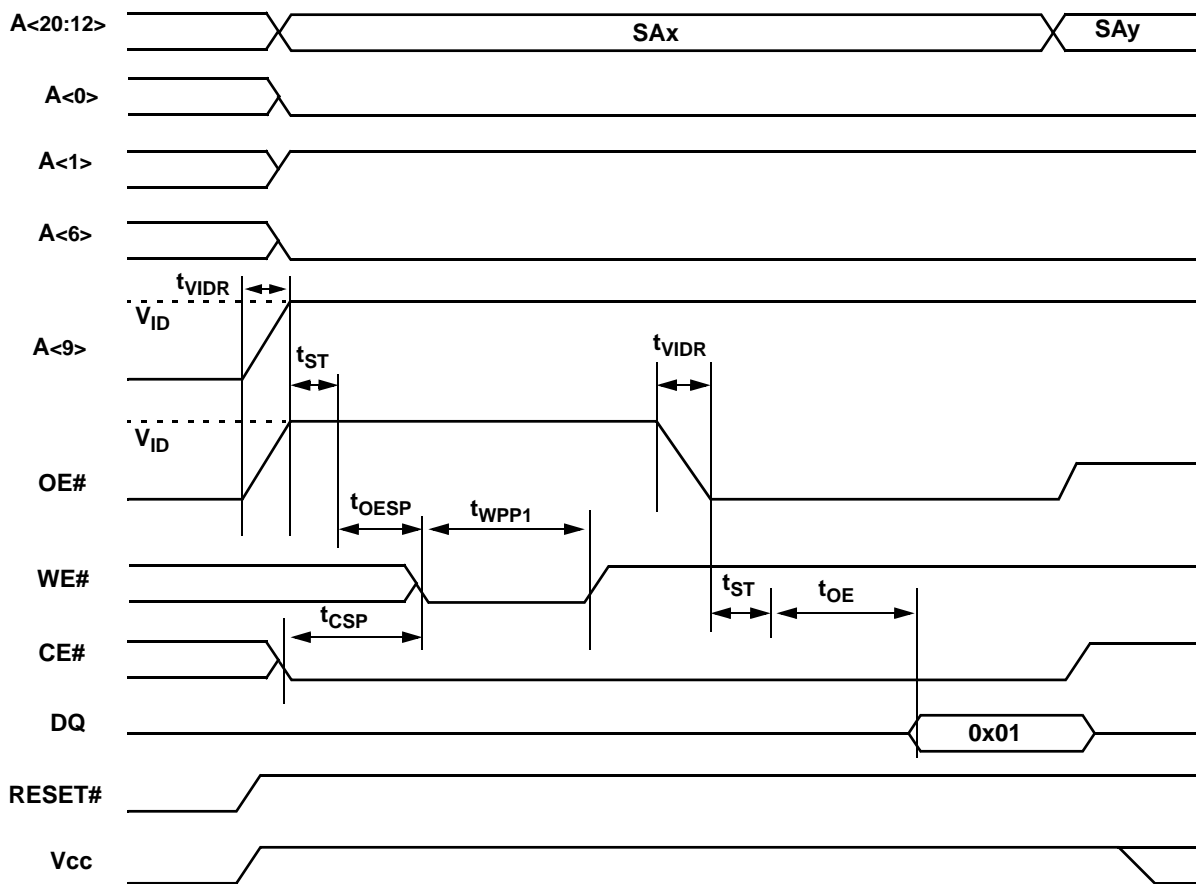 A<20:12>
SAx
SAy
A<0>
A<1>
A<6>
tVIDR
VID
A<9>
tST
tVIDR
VID
OE#
tOESP
tWPP1
WE#
tST
tOE
tCSP
CE#
DQ
0x01
RESET#
Vcc